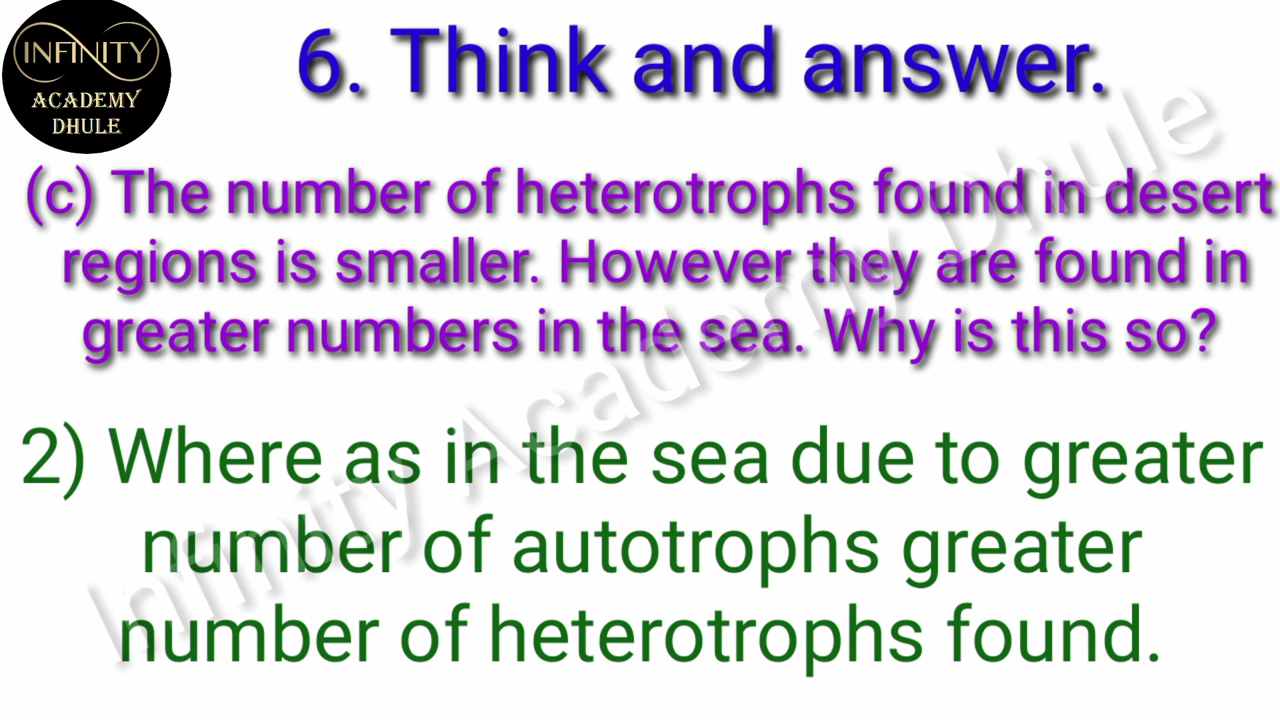 INFINITY
ACADEMY
DHULE
6. Think and answer.
(c) The number of heterotrophs found in desert
regions is smaller. However they are found in
greater numbers in the sea. Why is this so?
2) Where as in the sea due to greater
number of autotrophs greater
number of heterotrophs found.
Infinity Academy Dhule